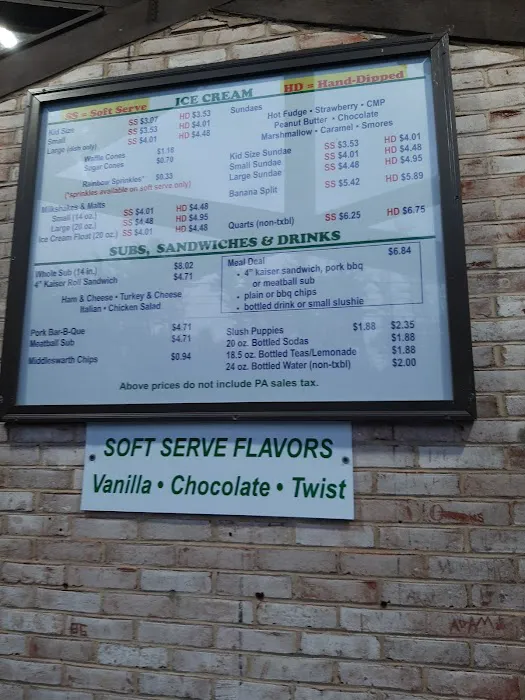 SS = Soft Serve ICE CREAM HD = Hand-Dipped
Kid Size SS $3.07 HD $3.53
Small SS $3.53 HD $4.01
Large (dish only) SS $4.01 HD $4.48
Waffle Cones $1.16
Sugar Cones $0.70
Rainbow Sprinkles* $0.33
(*sprinkles available on soft serve only)
Milkshakes & Malts
Small (14 oz.) SS $4.01 HD $4.48
Large (20 oz.) SS $4.48 HD $4.95
Ice Cream Float (20 oz.) SS $4.01 HD $4.48
Sundaes
Hot Fudge • Strawberry • CMP
Peanut Butter • Chocolate
Marshmallow • Caramel • Smores
Kid Size Sundae SS $3.53 HD $4.01
Small Sundae SS $4.01 HD $4.48
Large Sundae SS $4.48 HD $4.95
Banana Split SS $5.42 HD $5.89
Quarts (non-txbl) SS $6.25 HD $6.75
SUBS, SANDWICHES & DRINKS
Whole Sub (14 in.) $8.02
4" Kaiser Roll Sandwich $4.71
Ham & Cheese • Turkey & Cheese
Italian • Chicken Salad
Pork Bar-B-Que $4.71
Meatball Sub $4.71
Middleswarth Chips $0.94
Meal Deal $6.84
• 4" kaiser sandwich, pork bbq
or meatball sub
• plain or bbq chips
• bottled drink or small slushie
Slush Puppies $1.88 $2.35
20 oz. Bottled Sodas $1.88
18.5 oz. Bottled Teas/Lemonade $1.88
24 oz. Bottled Water (non-txbl) $2.00
Above prices do not include PA sales tax.
SOFT SERVE FLAVORS
Vanilla • Chocolate • Twist
ADAM